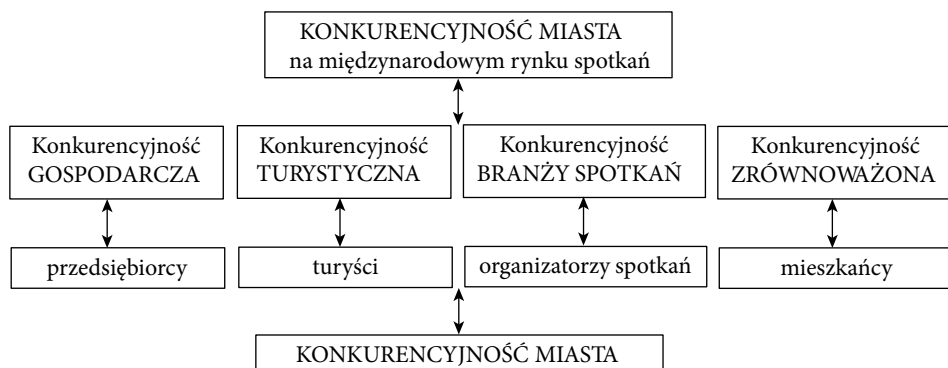 KONKURENCYJNOŚĆ MIASTA
na międzynarodowym rynku spotkań
Konkurencyjność
GOSPODARCZA
Konkurencyjność
TURYSTYCZNA
Konkurencyjność
BRANŻY SPOTKAŃ
Konkurencyjność
ZRÓWNOWAŻONA
przedsiębiorcy
turyści
organizatorzy spotkań
mieszkańcy
KONKURENCYJNOŚĆ MIASTA